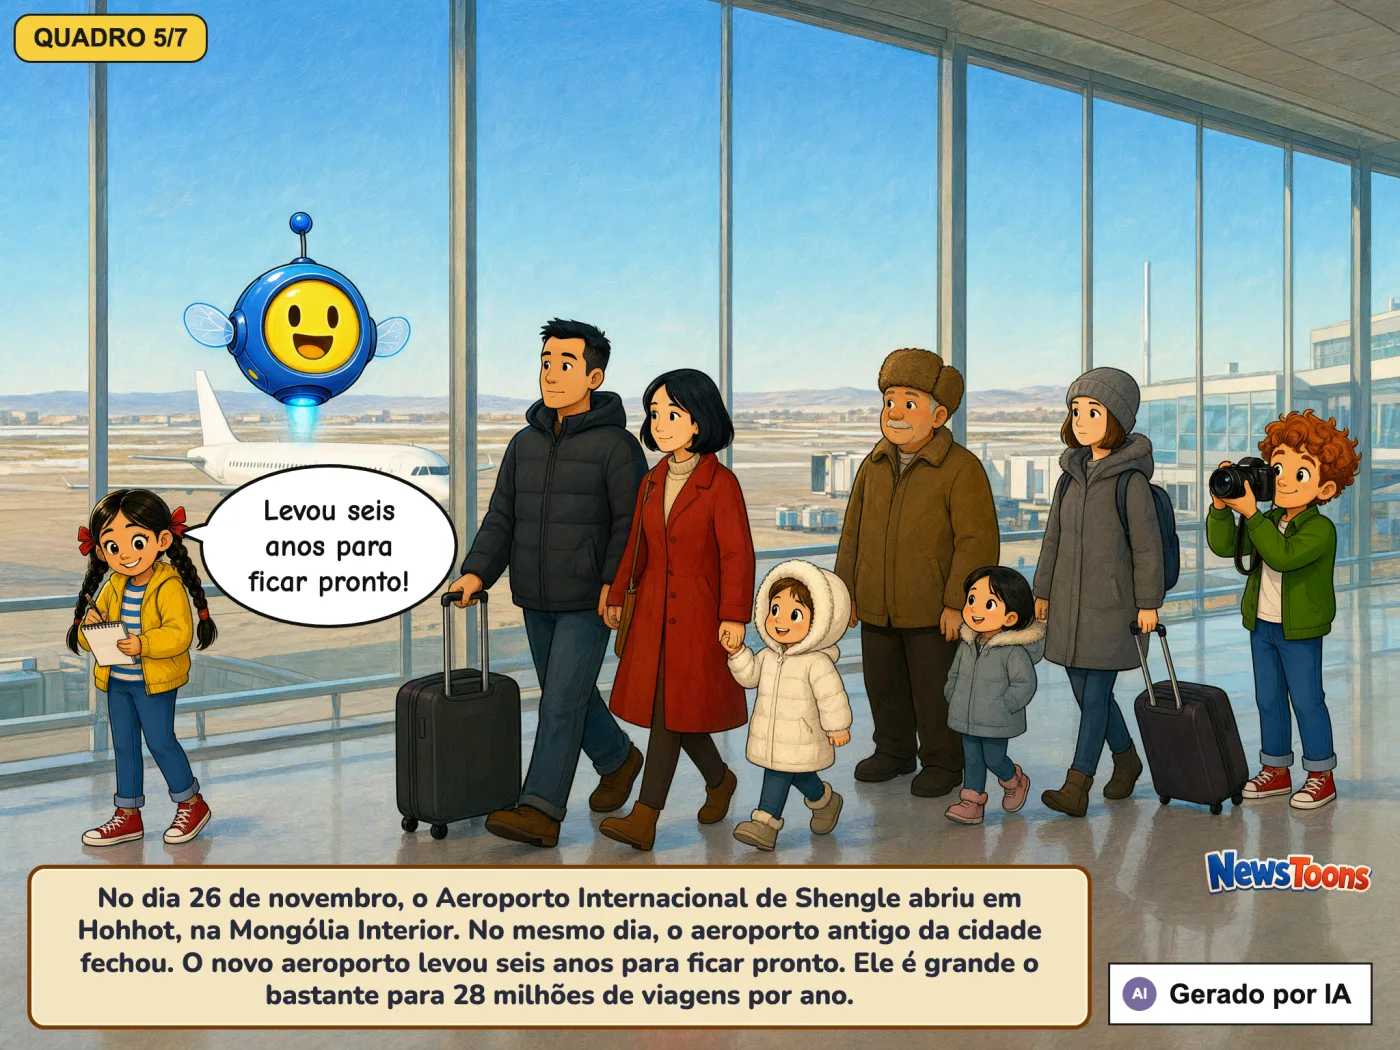 QUADRO 5/7
Levou seis
anos para
ficar pronto!
No dia 26 de novembro, o Aeroporto Internacional de Shengle abriu em
Hohhot, na Mongólia Interior. No mesmo dia, o aeroporto antigo da cidade
fechou. O novo aeroporto levou seis anos para ficar pronto. Ele é grande o
bastante para 28 milhões de viagens por ano.
NewsToons
AI Gerado por IA